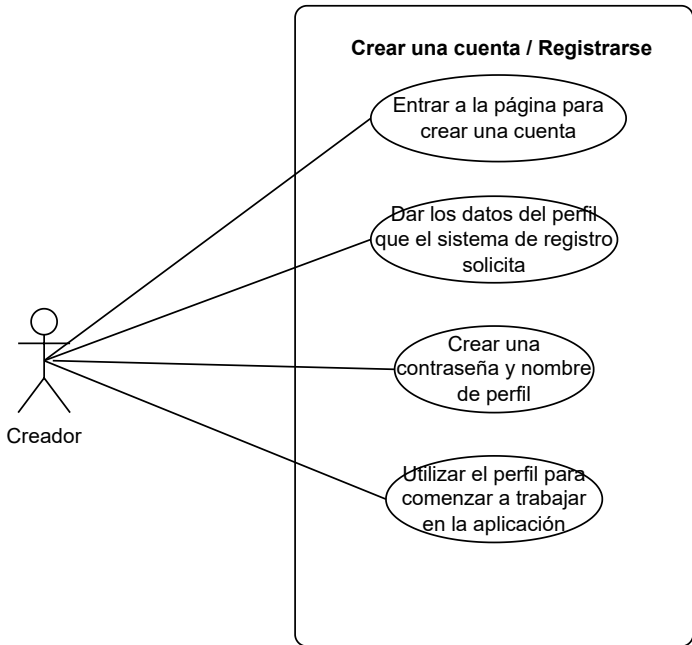 Crear una cuenta / Registrarse
Entrar a la página para
crear una cuenta
Dar los datos del perfil
que el sistema de registro
solicita
Crear una
contraseña y nombre
de perfil
Creador
Utilizar el perfil para
comenzar a trabajar
en la aplicación